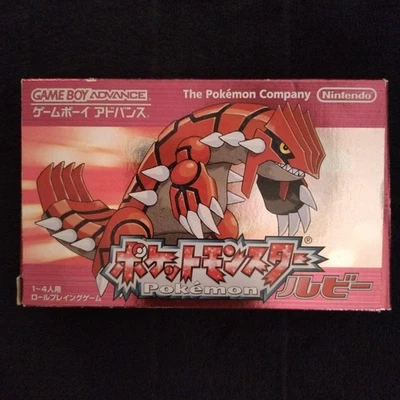 GAME BOY ADVANCE
ゲームボーイ アドバンス
The Pokémon Company
Nintendo
ポケットモンスター
Pokémon
ルビー
1～4人用
ロールプレイングゲーム